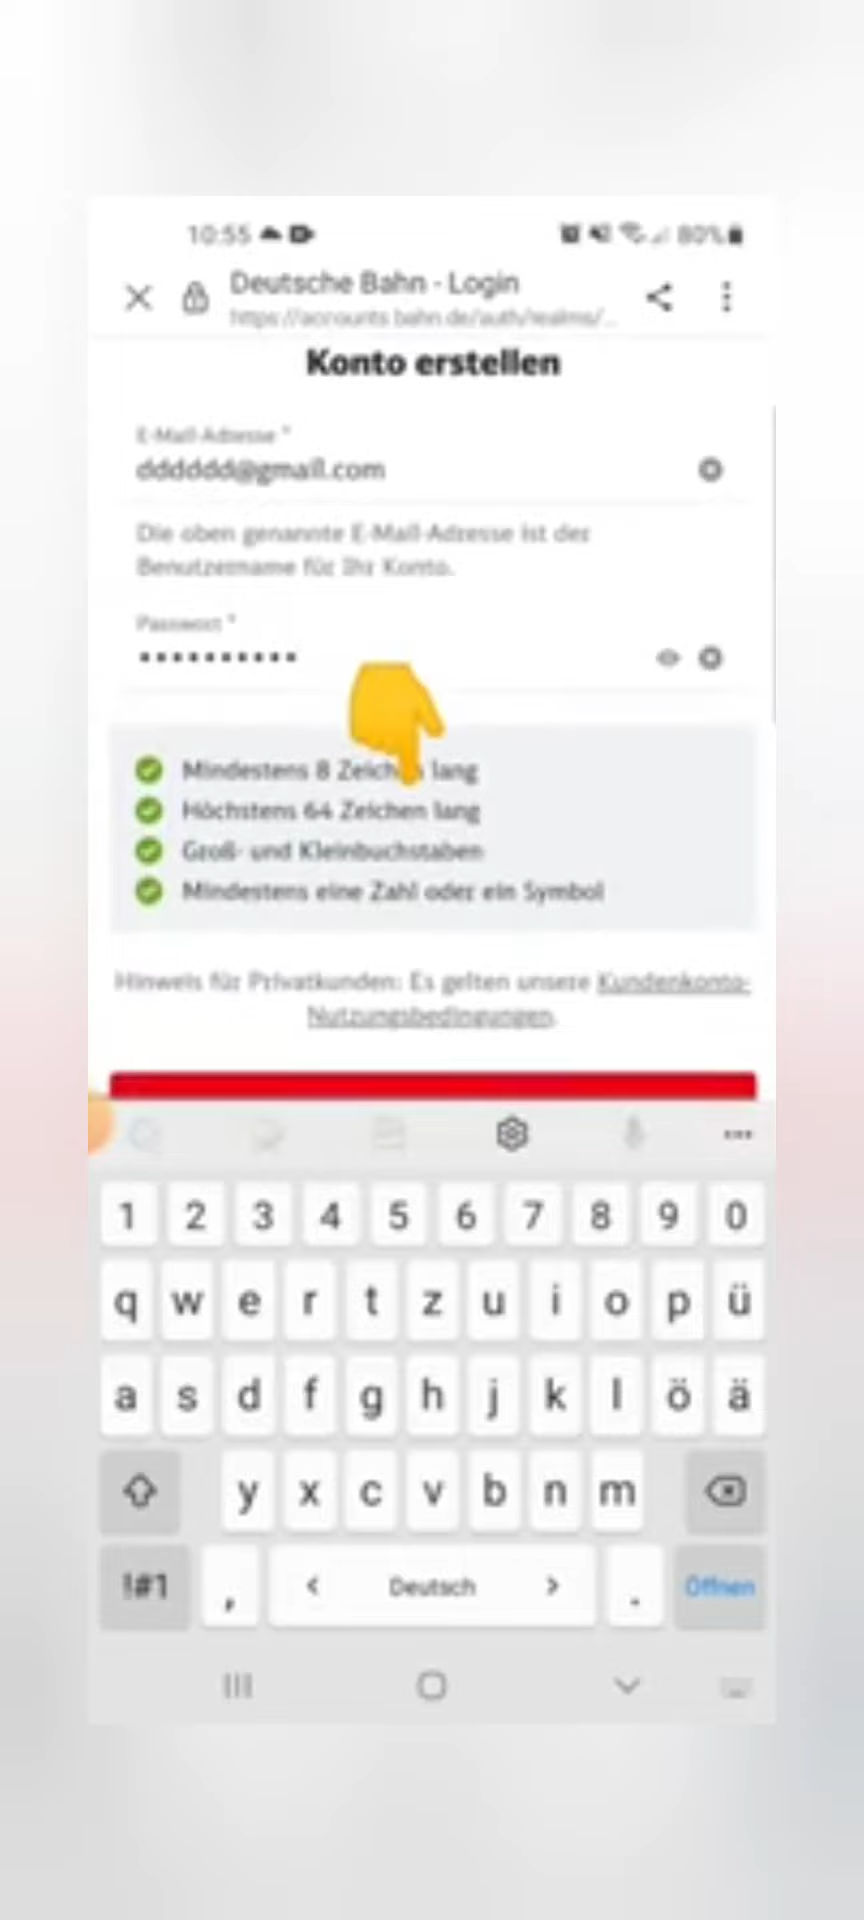 10:55 80%
Deutsche Bahn - Login
https://accounts.bahn.de/auth/realms/...
Konto erstellen
E-Mail-Adresse *
dddddd@gmail.com
Die oben genannte E-Mail-Adresse ist der
Benutzername für Ihr Konto.
Passwort *
••••••••••
Mindestens 8 Zeichen lang
Höchstens 64 Zeichen lang
Groß- und Kleinbuchstaben
Mindestens eine Zahl oder ein Symbol
Hinweis für Privatkunden: Es gelten unsere Kundenkonto-
Nutzungsbedingungen.
1 2 3 4 5 6 7 8 9 0
q w e r t z u i o p ü
a s d f g h j k l ö ä
y x c v b n m
!#1 , < Deutsch > . Öffnen